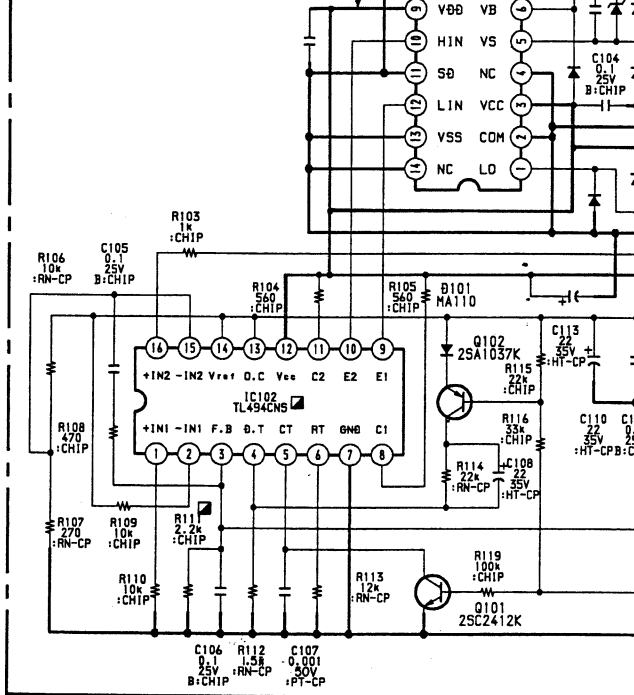 9 VDD VB 6
10 HIN VS 5
11 SD NC 4
12 LIN VCC 3
13 VSS COM 2
14 NC LO 1
C104
0.1
25V
B:CHIP
R103
1k
:CHIP
R106
10k
:RN-CP
C105
0.1
25V
B:CHIP
R104
560
:CHIP
R105
560
:CHIP
D101
MA110
16 15 14 13 12 11 10 9
+IN2 -IN2 Vref O.C Vcc C2 E2 E1
IC102
TL494CNS
+IN1 -IN1 F.B D.T CT RT GND C1
1 2 3 4 5 6 7 8
Q102
2SA1037K
R115
22k
:CHIP
C113
22
35V
:HT-CP
R108
470
:CHIP
R116
33k
:CHIP
C110
22
35V
:HT-CP
B:C
R114
22k
:RN-CP
C108
22
35V
:HT-CP
R107
270
:RN-CP
R109
10k
:CHIP
R111
2.2k
:CHIP
R110
10k
:CHIP
R113
12k
:RN-CP
R119
100k
:CHIP
Q101
2SC2412K
C106
0.1
25V
B:CHIP
R112
1.5k
:RN-CP
C107
0.001
50V
:PT-CP